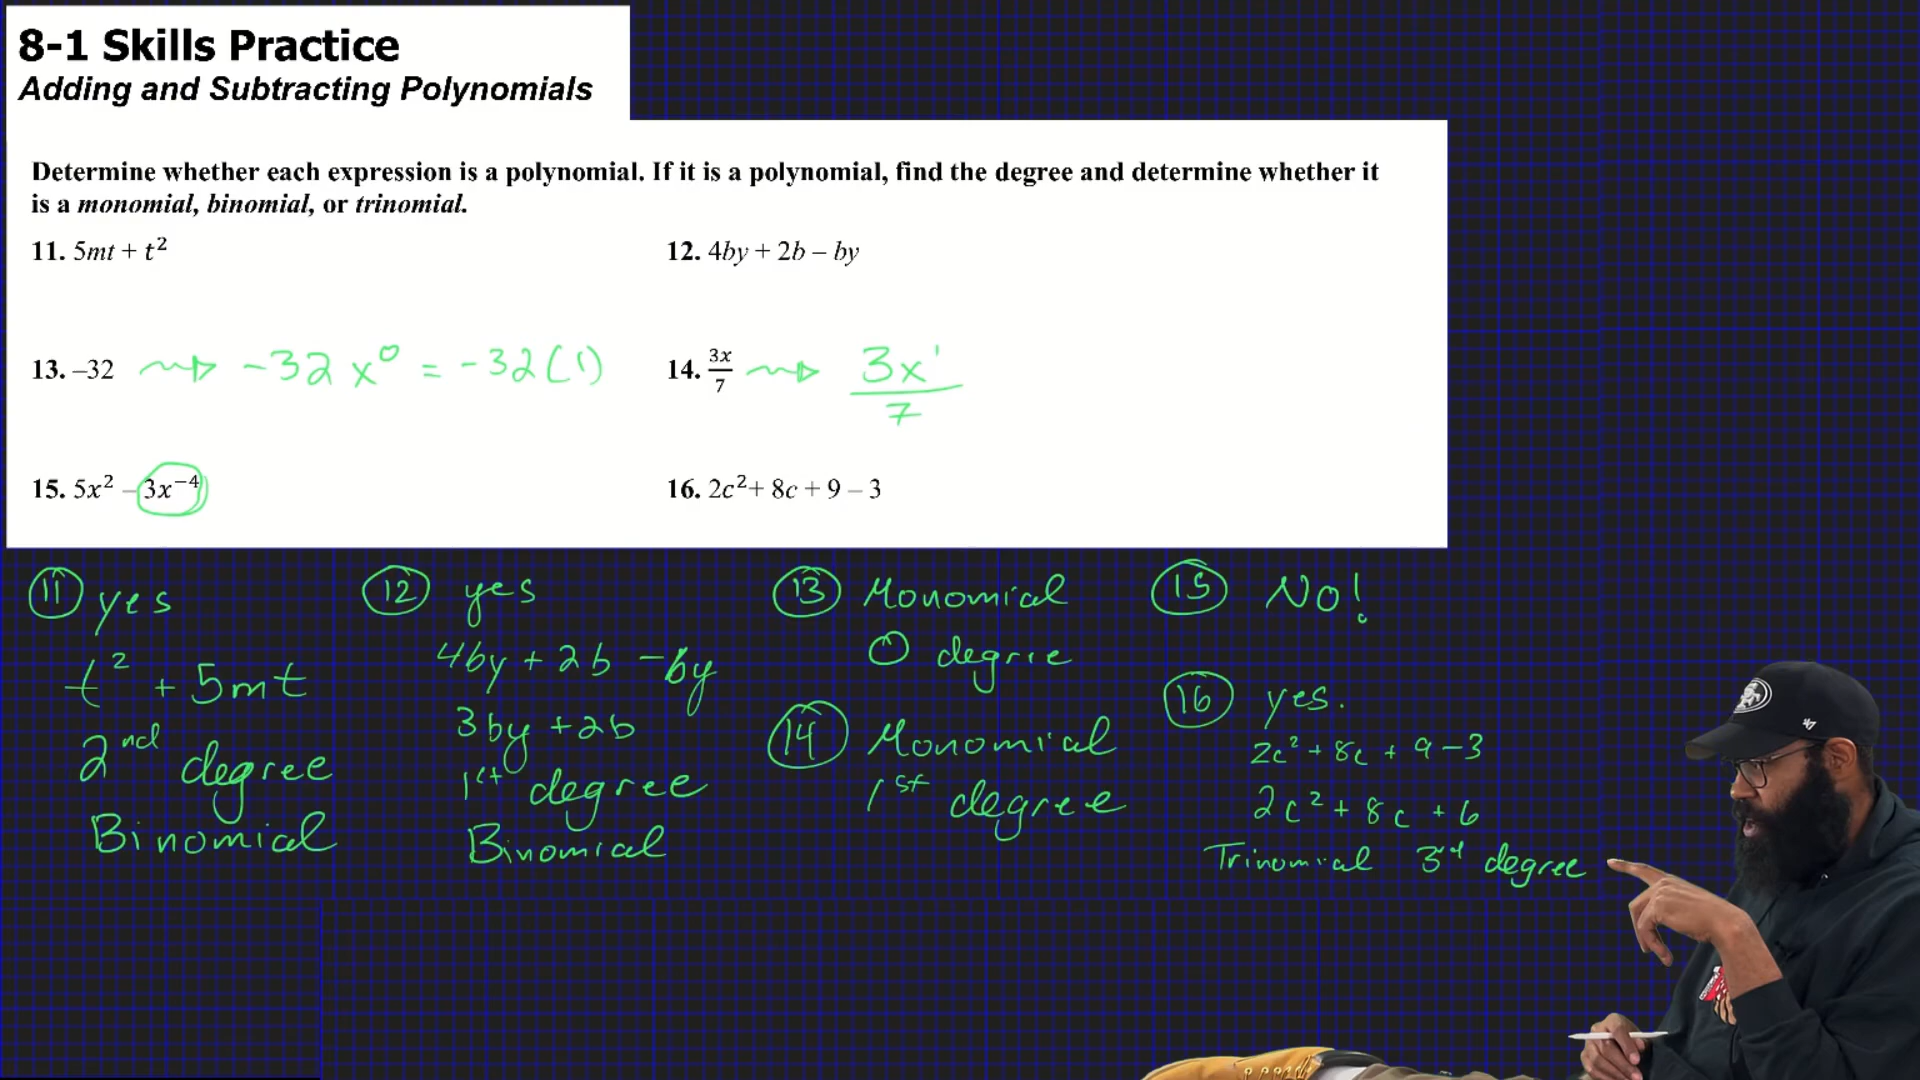 8-1 Skills Practice
Adding and Subtracting Polynomials
Determine whether each expression is a polynomial. If it is a polynomial, find the degree and determine whether it
is a monomial, binomial, or trinomial.
11. 5mt + t²
12. 4by + 2b – by
13. –32 → -32x⁰ = -32(1)
14. 3x/7 → 3x¹/7
15. 5x² – 3x⁻⁴
16. 2c²+ 8c + 9 – 3
11 yes
t² + 5mt
2nd degree
Binomial
12 yes
4by + 2b - by
3by + 2b
1st degree
Binomial
13 Monomial
0 degree
14 Monomial
1st degree
15 No!
16 yes.
2c² + 8c + 9 - 3
2c² + 8c + 6
Trinomial 3rd degree
47